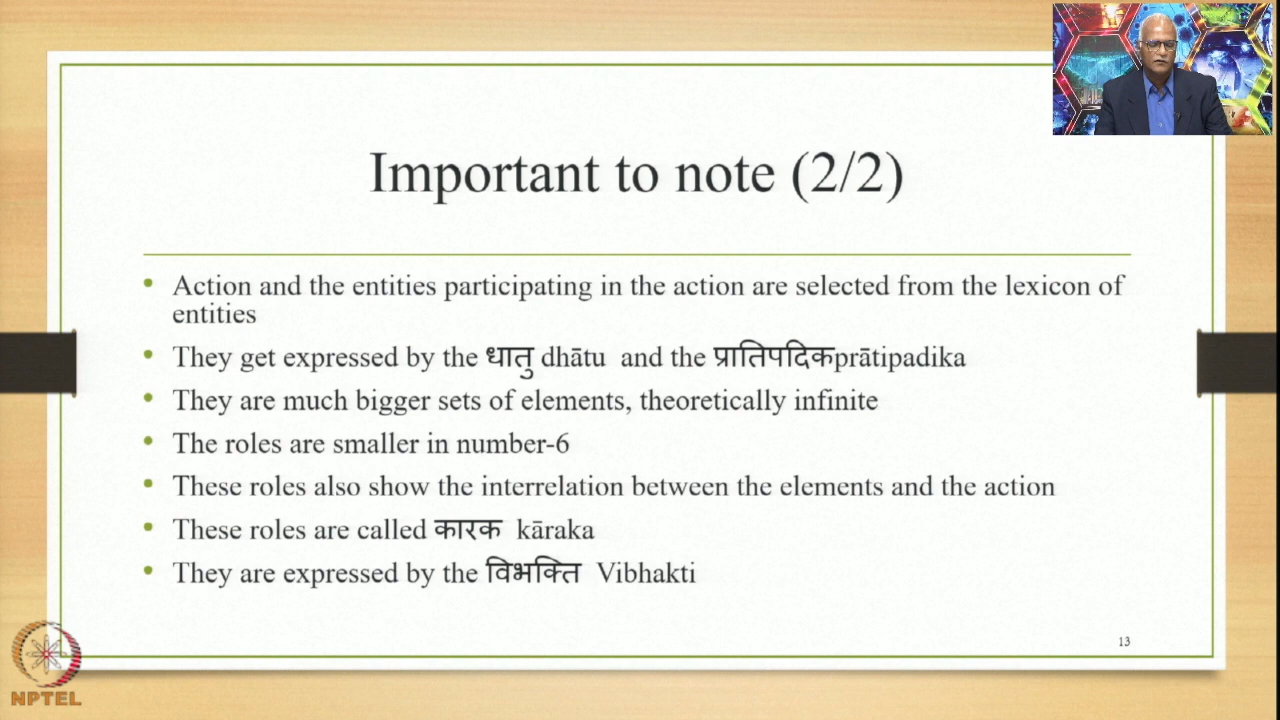 Important to note (2/2)
• Action and the entities participating in the action are selected from the lexicon of
entities
• They get expressed by the धातु dhātu and the प्रातिपदिकprātipadika
• They are much bigger sets of elements, theoretically infinite
• The roles are smaller in number-6
• These roles also show the interrelation between the elements and the action
• These roles are called कारक kāraka
• They are expressed by the विभक्ति Vibhakti
13
NPTEL